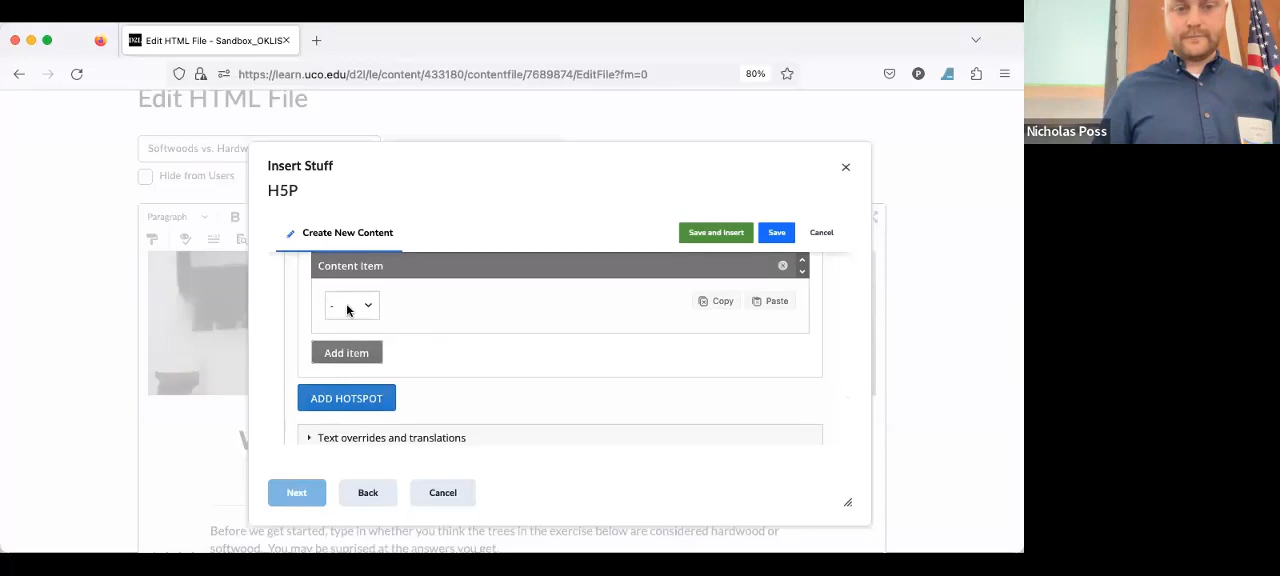 Edit HTML File - Sandbox_OKLIS
https://learn.uco.edu/d2l/le/content/433180/contentfile/7689874/EditFile?fm=0
80%
P
Nicholas Poss
Edit HTML File
Softwoods vs. Hardw
Hide from Users
Paragraph
B
Insert Stuff
H5P
Create New Content
Save and Insert
Save
Cancel
Content Item
-
Copy
Paste
Add item
ADD HOTSPOT
Text overrides and translations
Next
Back
Cancel
Before we get started, type in whether you think the trees in the exercise below are considered hardwood or
softwood. You may be suprised at the answers you get.